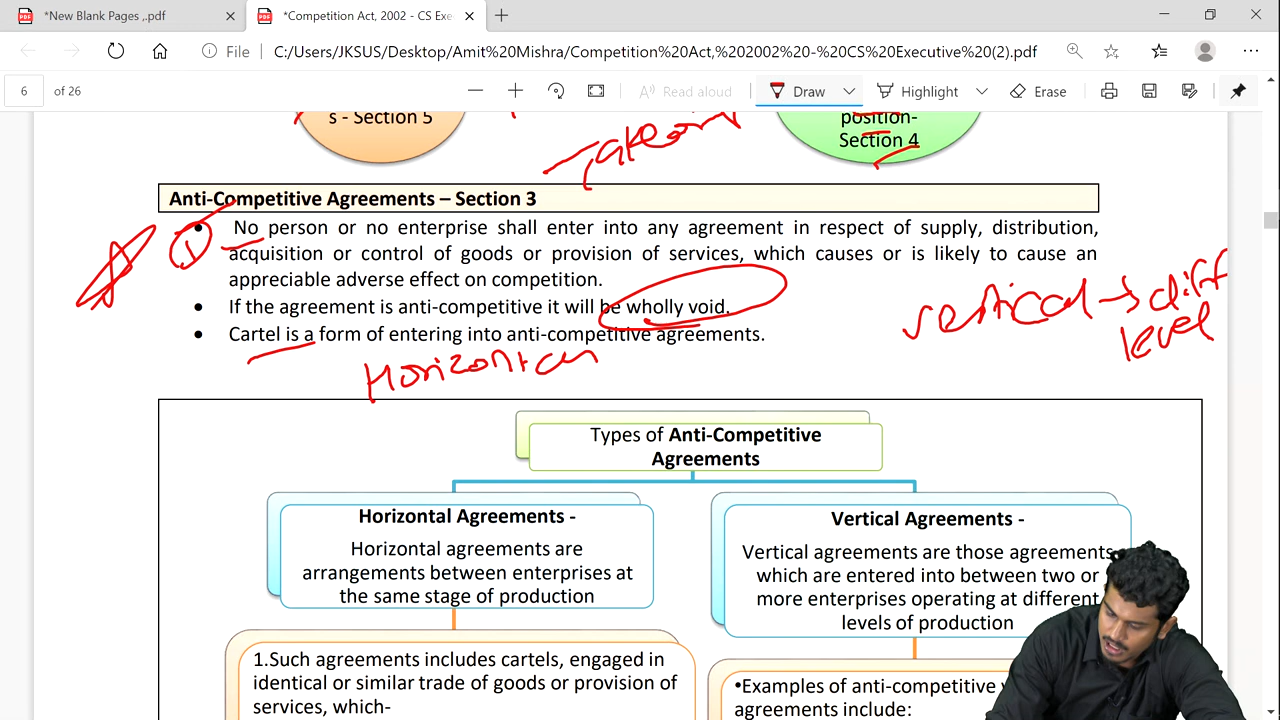 *New Blank Pages ,.pdf
*Competition Act, 2002 - CS Exe
File
C:/Users/JKSUS/Desktop/Amit%20Mishra/Competition%20Act,%202002%20-%20CS%20Executive%20(2).pdf
6
of 26
Read aloud
Draw
Highlight
Erase
s - Section 5
position-
Section 4
Anti-Competitive Agreements – Section 3
1
• No person or no enterprise shall enter into any agreement in respect of supply, distribution,
acquisition or control of goods or provision of services, which causes or is likely to cause an
appreciable adverse effect on competition.
• If the agreement is anti-competitive it will be wholly void.
• Cartel is a form of entering into anti-competitive agreements.
vertical → diff
level
Types of Anti-Competitive
Agreements
Horizontal Agreements -
Horizontal agreements are
arrangements between enterprises at
the same stage of production
Vertical Agreements -
Vertical agreements are those agreements
which are entered into between two or
more enterprises operating at different
levels of production
1.Such agreements includes cartels, engaged in
identical or similar trade of goods or provision of
services, which-
•Examples of anti-competitive
agreements include: